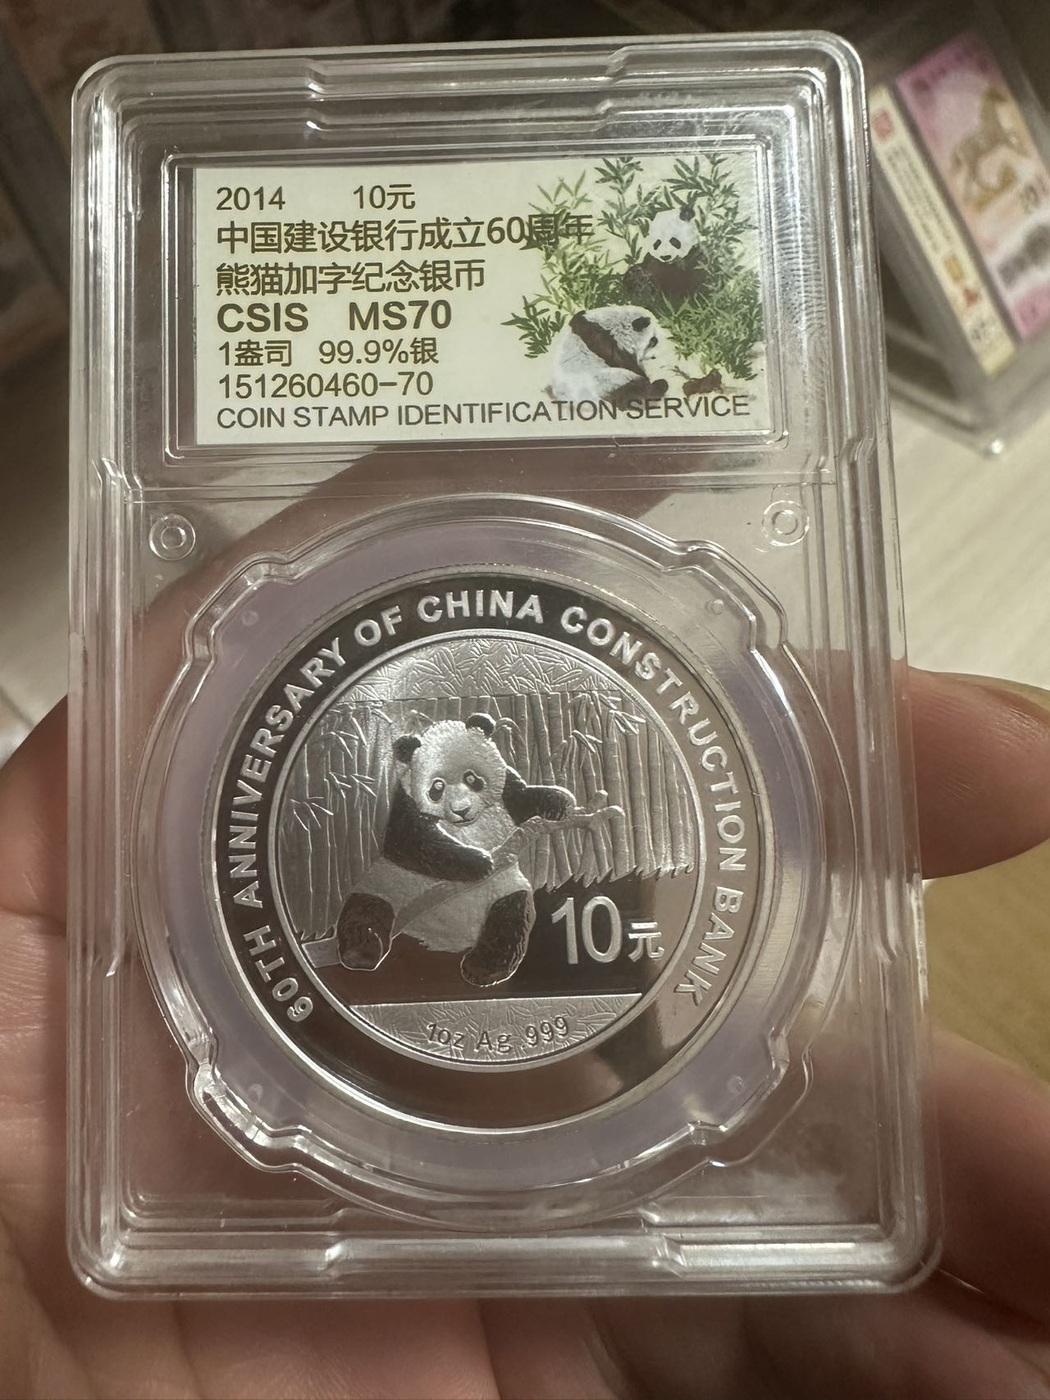 2014 10元
中国建设银行成立60周年
熊猫加字纪念银币
CSIS MS70
1盎司 99.9%银
151260460-70
COIN STAMP IDENTIFICATION SERVICE
60TH ANNIVERSARY OF CHINA CONSTRUCTION BANK
10元
1oz Ag 999